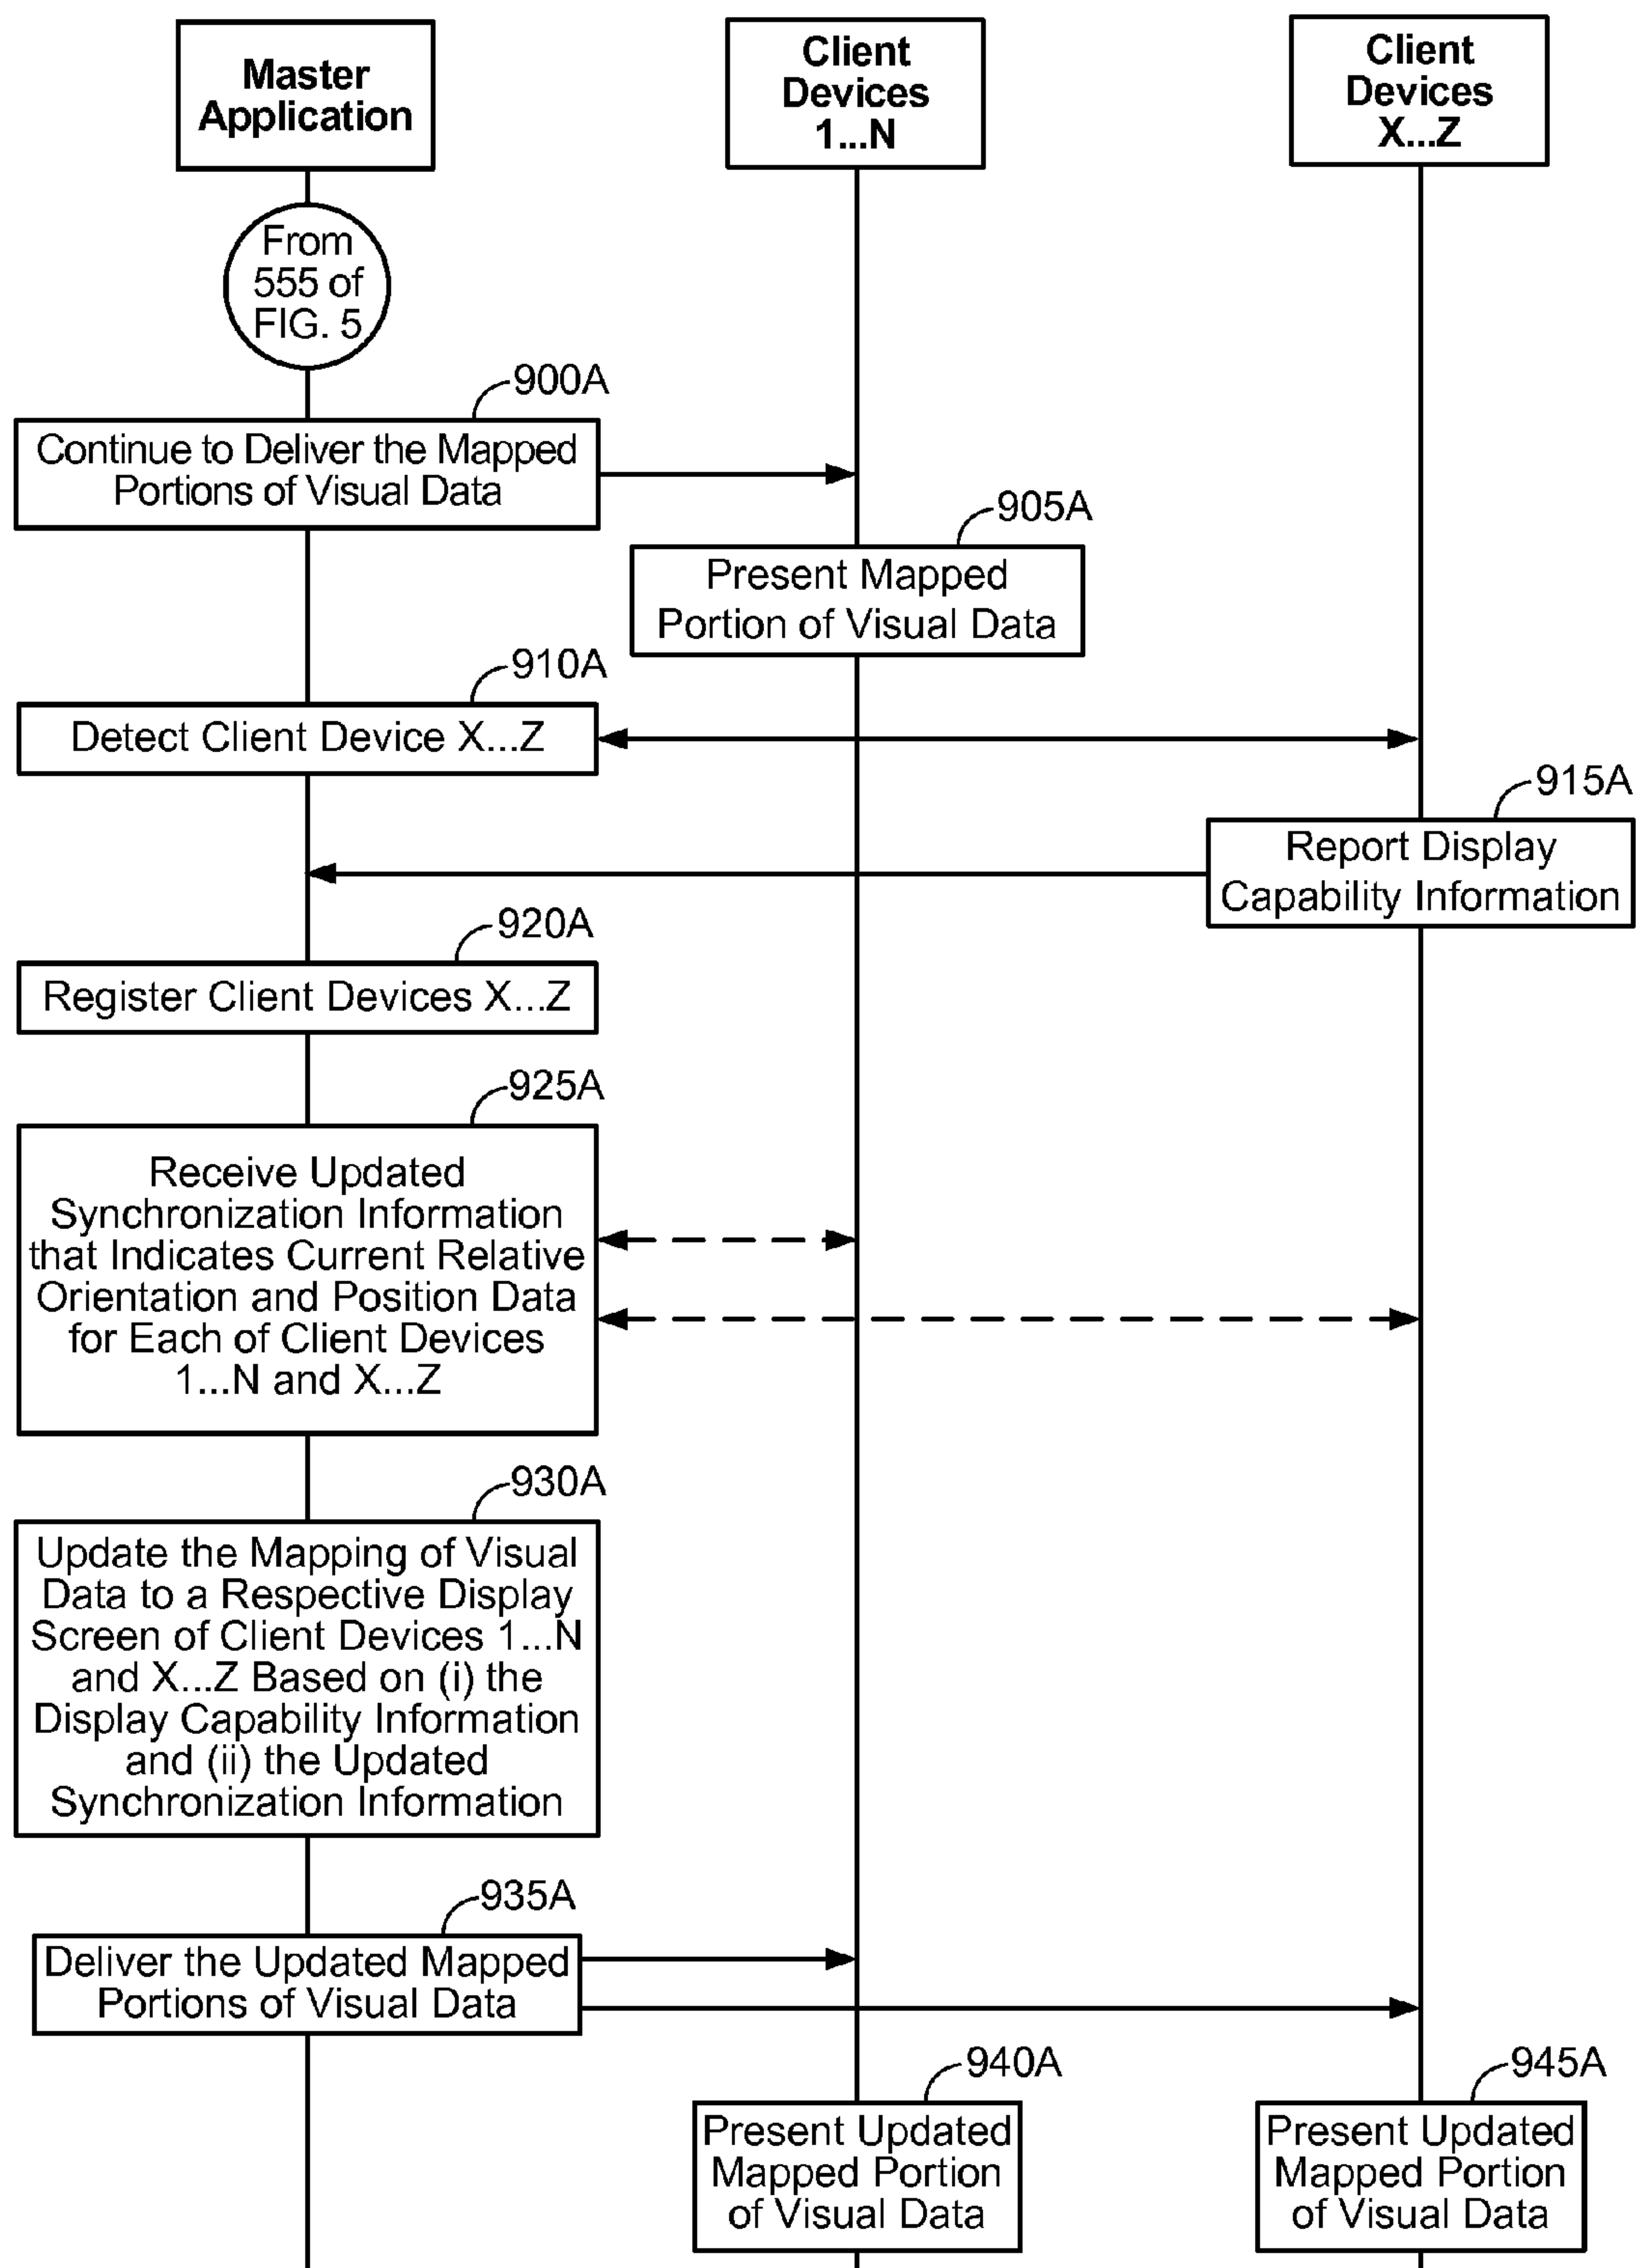 Master
Application
Client
Devices
1...N
Client
Devices
X...Z
From
555 of
FIG. 5
900A
Continue to Deliver the Mapped
Portions of Visual Data
905A
Present Mapped
Portion of Visual Data
910A
Detect Client Device X...Z
915A
Report Display
Capability Information
920A
Register Client Devices X...Z
925A
Receive Updated
Synchronization Information
that Indicates Current Relative
Orientation and Position Data
for Each of Client Devices
1...N and X...Z
930A
Update the Mapping of Visual
Data to a Respective Display
Screen of Client Devices 1...N
and X...Z Based on (i) the
Display Capability Information
and (ii) the Updated
Synchronization Information
935A
Deliver the Updated Mapped
Portions of Visual Data
940A
Present Updated
Mapped Portion
of Visual Data
945A
Present Updated
Mapped Portion
of Visual Data